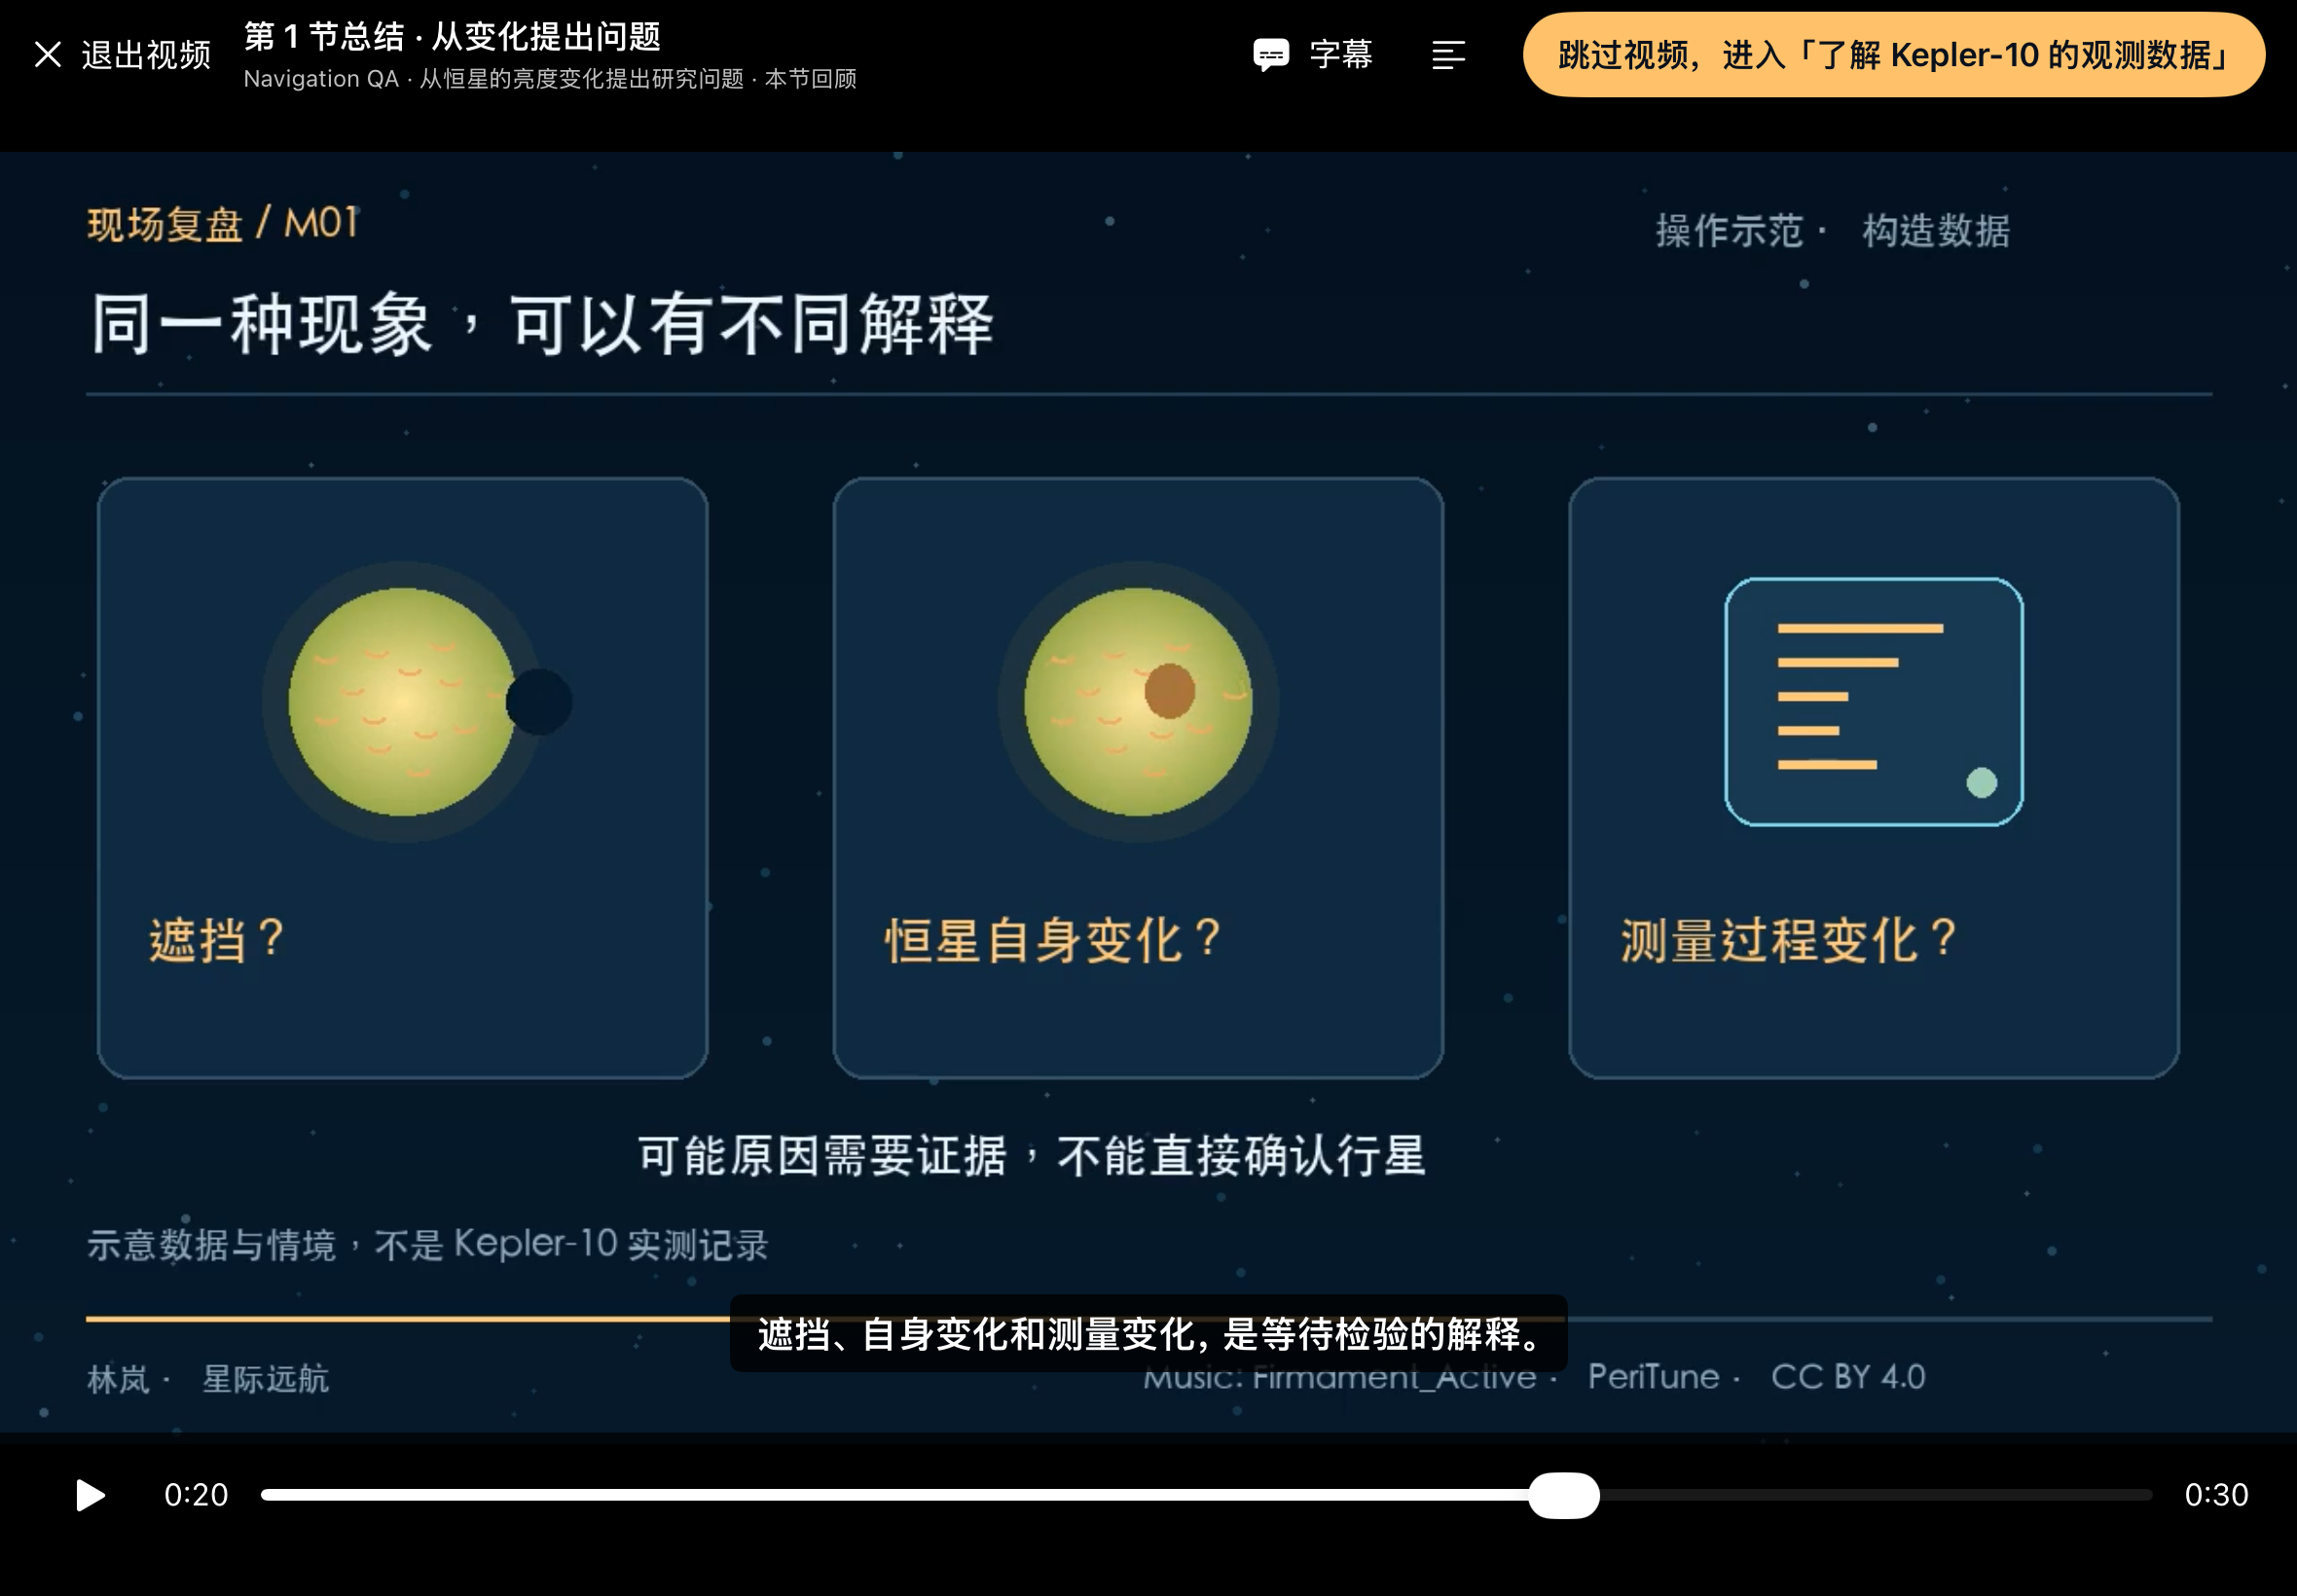 退出视频
第 1 节总结 · 从变化提出问题
Navigation QA · 从恒星的亮度变化提出研究问题 · 本节回顾
字幕
跳过视频，进入「了解 Kepler-10 的观测数据」
现场复盘 / M01
操作示范 · 构造数据
同一种现象，可以有不同解释
遮挡？
恒星自身变化？
测量过程变化？
可能原因需要证据，不能直接确认行星
示意数据与情境，不是 Kepler-10 实测记录
遮挡、自身变化和测量变化，是等待检验的解释。
林岚 · 星际远航
Music: Firmament_Active · PeriTune · CC BY 4.0
0:20
0:30